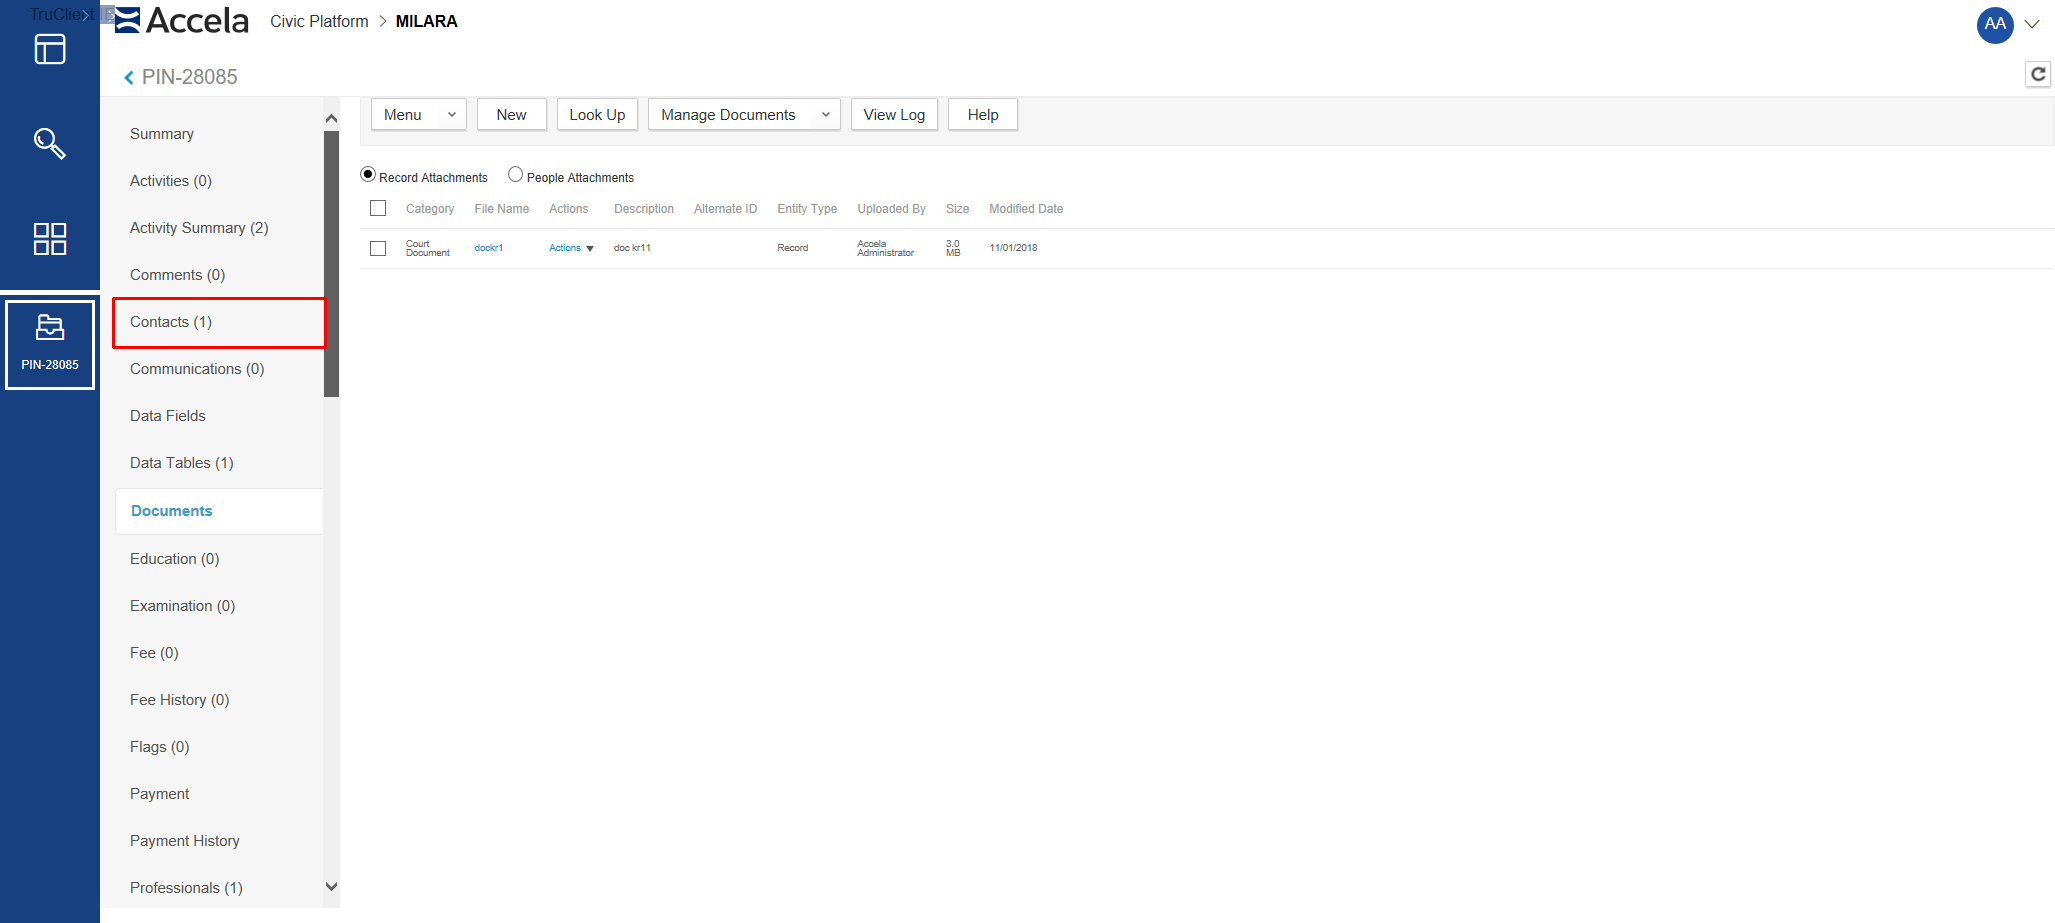 TruClient
Accela
Civic Platform > MILARA
AA
PIN-28085
Menu
New
Look Up
Manage Documents
View Log
Help
Summary
Activities (0)
Activity Summary (2)
Comments (0)
Contacts (1)
Communications (0)
Data Fields
Data Tables (1)
Documents
Education (0)
Examination (0)
Fee (0)
Fee History (0)
Flags (0)
Payment
Payment History
Professionals (1)
PIN-28085
Record Attachments People Attachments
Category File Name Actions Description Alternate ID Entity Type Uploaded By Size Modified Date
Court Document dockr1 Actions doc kr11 Record Accela Administrator 3.0 MB 11/01/2018